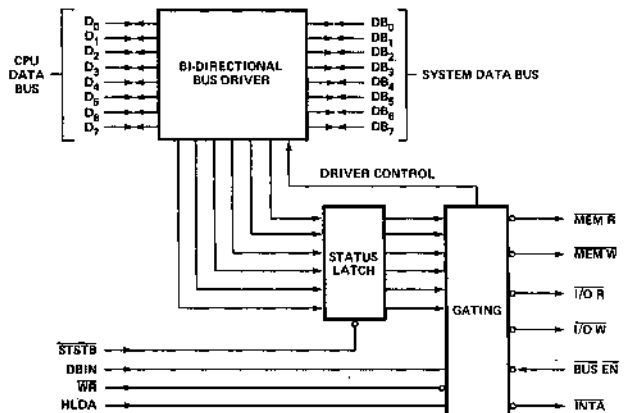 CPU
DATA
BUS
D0
D1
D2
D3
D4
D5
D6
D7
BI-DIRECTIONAL
BUS DRIVER
DB0
DB1
DB2
DB3
DB4
DB5
DB6
DB7
SYSTEM DATA BUS
DRIVER CONTROL
STATUS
LATCH
GATING
MEM R
MEM W
I/O R
I/O W
BUS EN
INTA
STSTB
DBIN
WR
HLDA